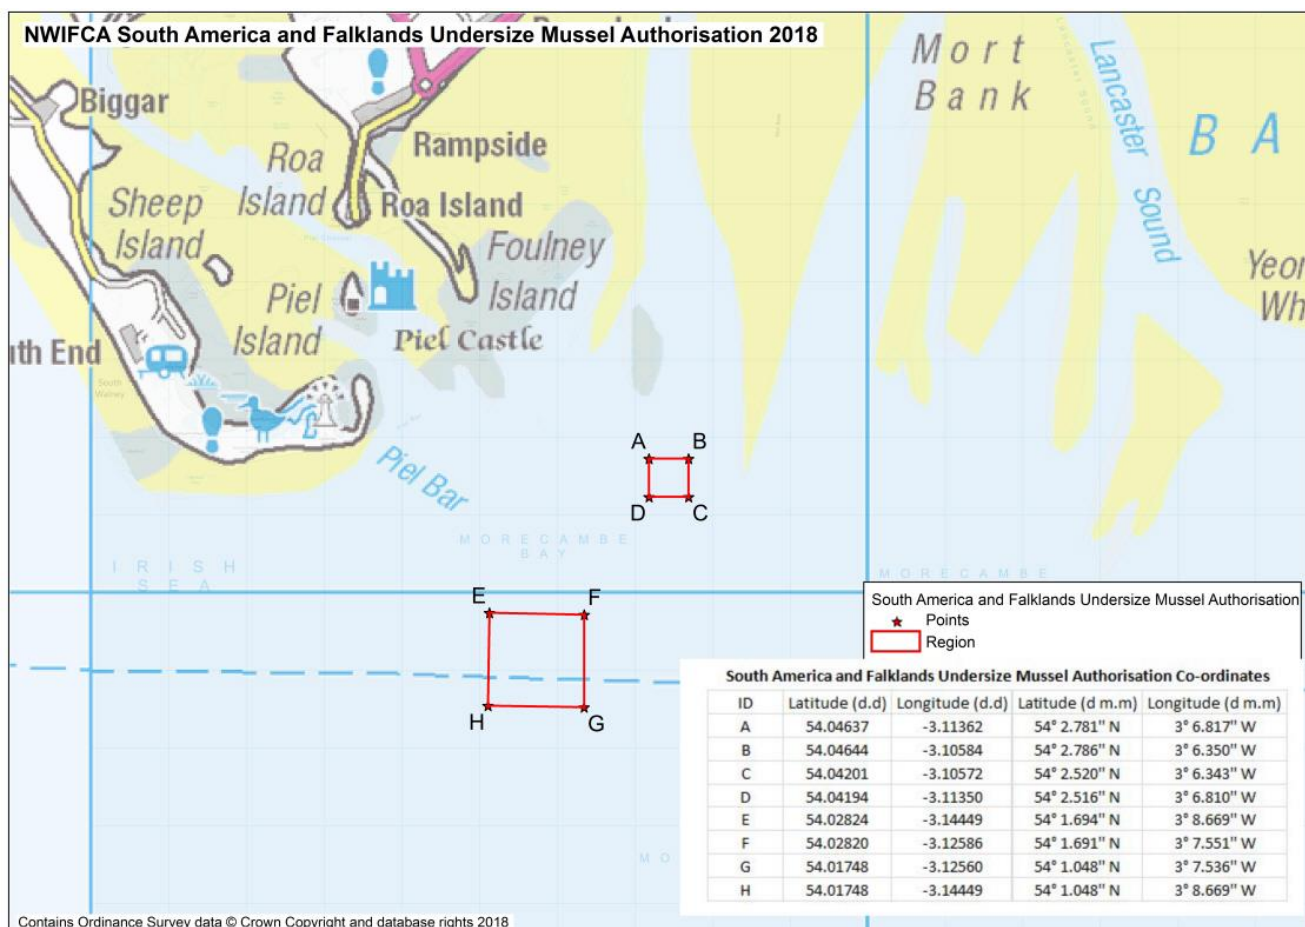 NWIFCA South America and Falklands Undersize Mussel Authorisation 2018
Mort
Bank
Lancaster
Sound
Lancaster Sound
B A
Biggar
Rampside
Roa
Island
Roa Island
Sheep
Island
Foulney
Island
Piel
Island
Piel Castle
Yeo
Wh
uth End
South
Walney
Piel Bar
A
B
D
C
MORECAMBE
BAY
IRISH
SEA
MORECAMBE
E
F
H
G
MO
South America and Falklands Undersize Mussel Authorisation
Points
Region
South America and Falklands Undersize Mussel Authorisation Co-ordinates
ID Latitude (d.d) Longitude (d.d) Latitude (d m.m) Longitude (d m.m)
A 54.04637 -3.11362 54° 2.781" N 3° 6.817" W
B 54.04644 -3.10584 54° 2.786" N 3° 6.350" W
C 54.04201 -3.10572 54° 2.520" N 3° 6.343" W
D 54.04194 -3.11350 54° 2.516" N 3° 6.810" W
E 54.02824 -3.14449 54° 1.694" N 3° 8.669" W
F 54.02820 -3.12586 54° 1.691" N 3° 7.551" W
G 54.01748 -3.12560 54° 1.048" N 3° 7.536" W
H 54.01748 -3.14449 54° 1.048" N 3° 8.669" W
Contains Ordinance Survey data © Crown Copyright and database rights 2018